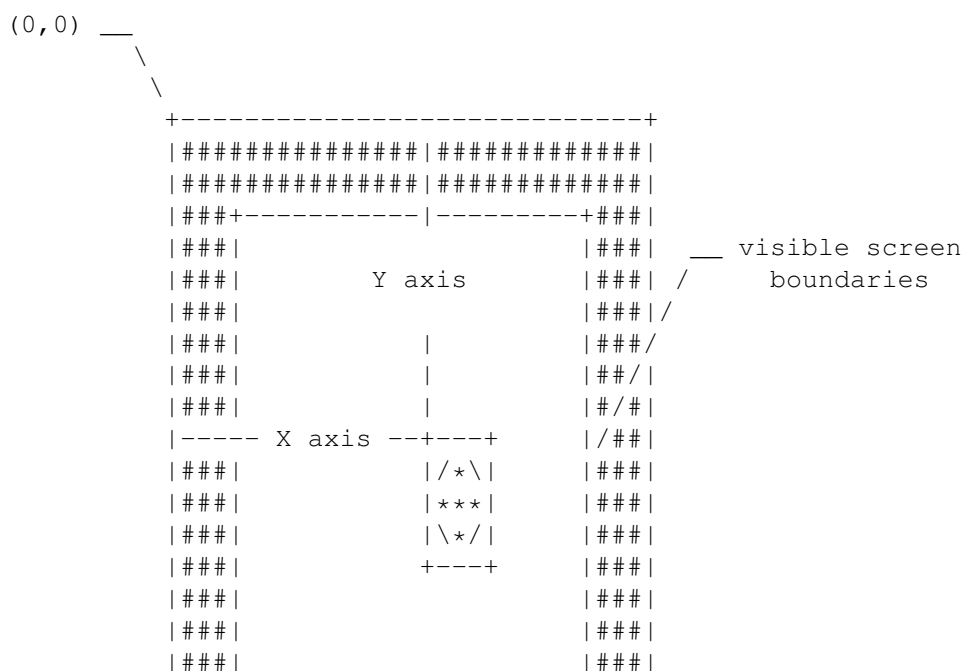 (0,0) __
\
\
+-----------------------------+
|###############|#############|
|###############|#############|
|###+-----------|---------+###|
|###| |###| __ visible screen
|###| Y axis |###| / boundaries
|###| |###|/
|###| | |###/
|###| | |##/|
|###| | |#/#|
|----- X axis --+---+ |/##|
|###| |/*\| |###|
|###| |***| |###|
|###| |\*/| |###|
|###| +---+ |###|
|###| |###|
|###| |###|
|###| |###|